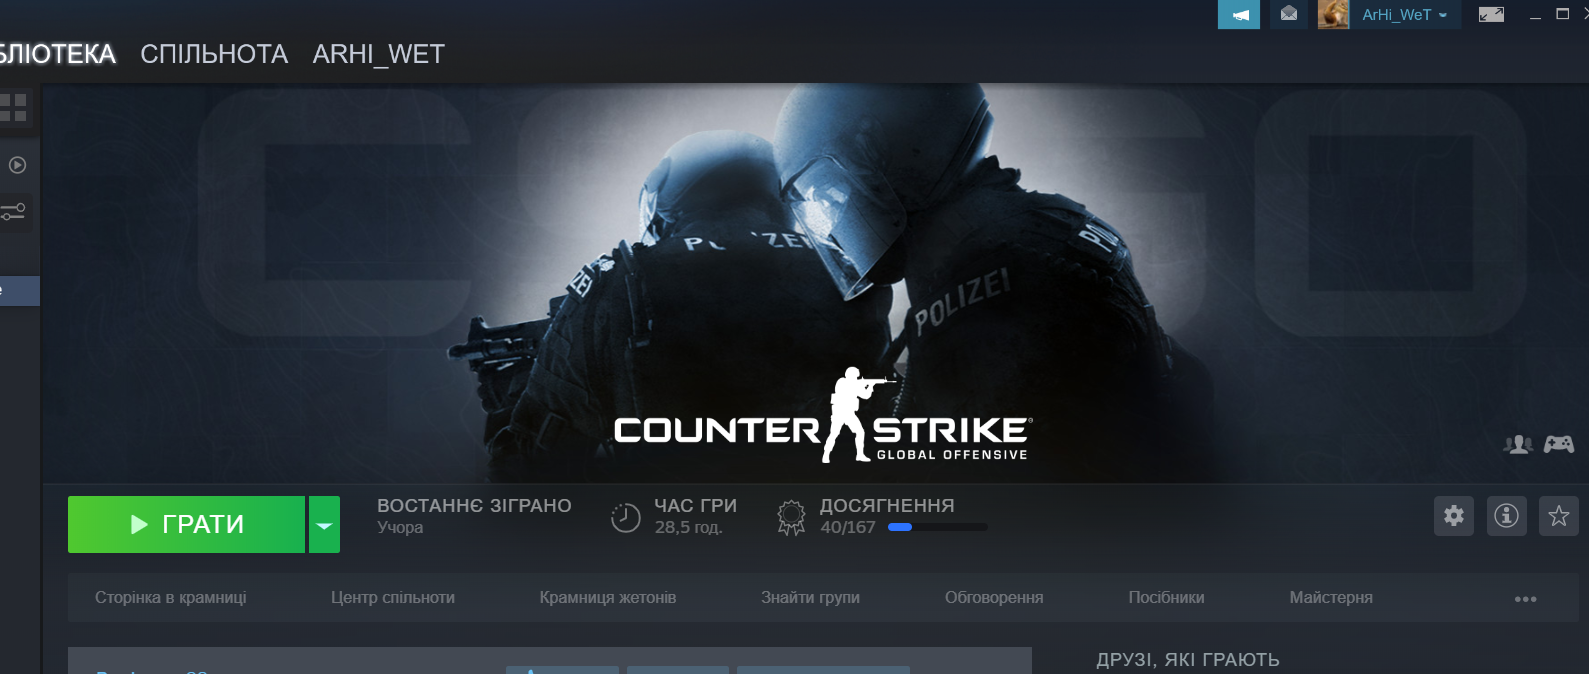 ArHi_WeT
БЛІОТЕКА СПІЛЬНОТА ARHI_WET
POLIZEI
COUNTER STRIKE
GLOBAL OFFENSIVE
ГРАТИ
ВОСТАННЄ ЗІГРАНО
Учора
ЧАС ГРИ
28,5 год.
ДОСЯГНЕННЯ
40/167
Сторінка в крамниці Центр спільноти Крамниця жетонів Знайти групи Обговорення Посібники Майстерня
ДРУЗІ, ЯКІ ГРАЮТЬ